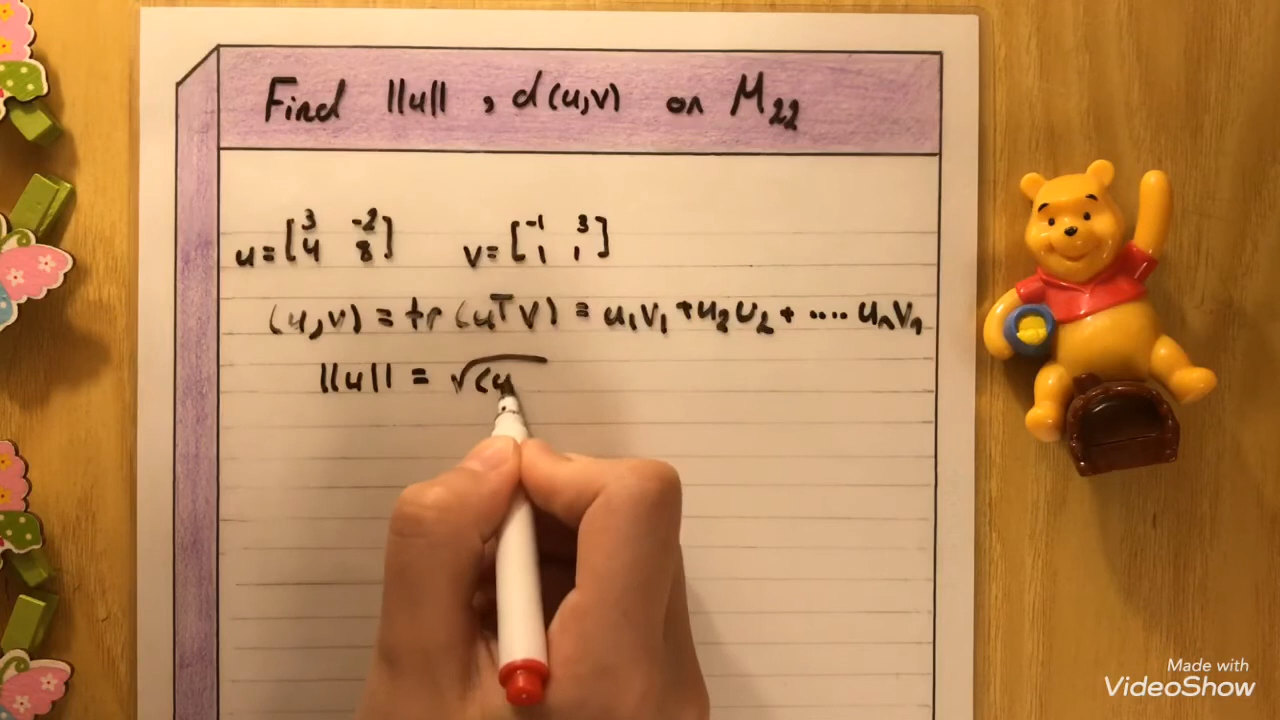 Find ||u|| , d(u,v) on M₂₂
u = [3 -2 4 8] v = [-1 3 1 1]
(u,v) = tr (uᵀv) = u₁v₁ + u₂v₂ + .... uₙvₙ
||u|| = √(u
Made with
VideoShow